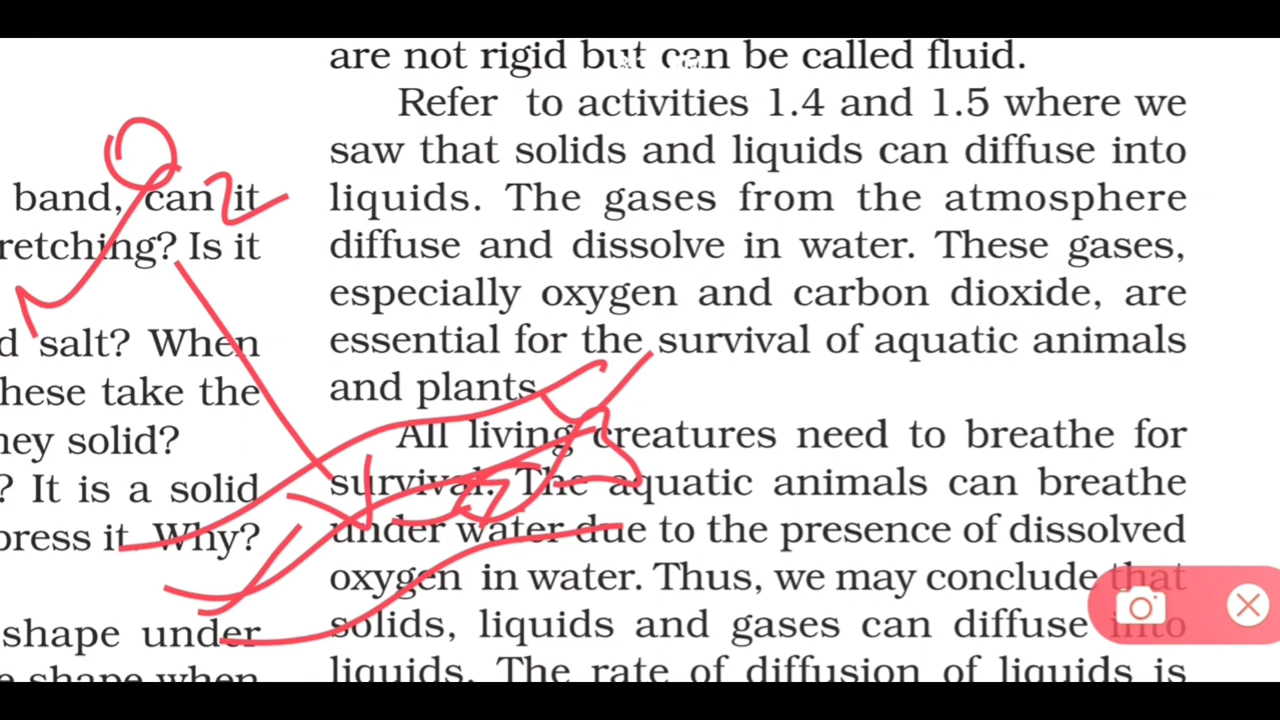 band, can it
retching? Is it
d salt? When
hese take the
ney solid?
? It is a solid
press it. Why?
shape under
e shape when
are not rigid but can be called fluid.
Refer to activities 1.4 and 1.5 where we
saw that solids and liquids can diffuse into
liquids. The gases from the atmosphere
diffuse and dissolve in water. These gases,
especially oxygen and carbon dioxide, are
essential for the survival of aquatic animals
and plants.
All living creatures need to breathe for
survival. The aquatic animals can breathe
under water due to the presence of dissolved
oxygen in water. Thus, we may conclude that
solids, liquids and gases can diffuse into
liquids. The rate of diffusion of liquids is
O2